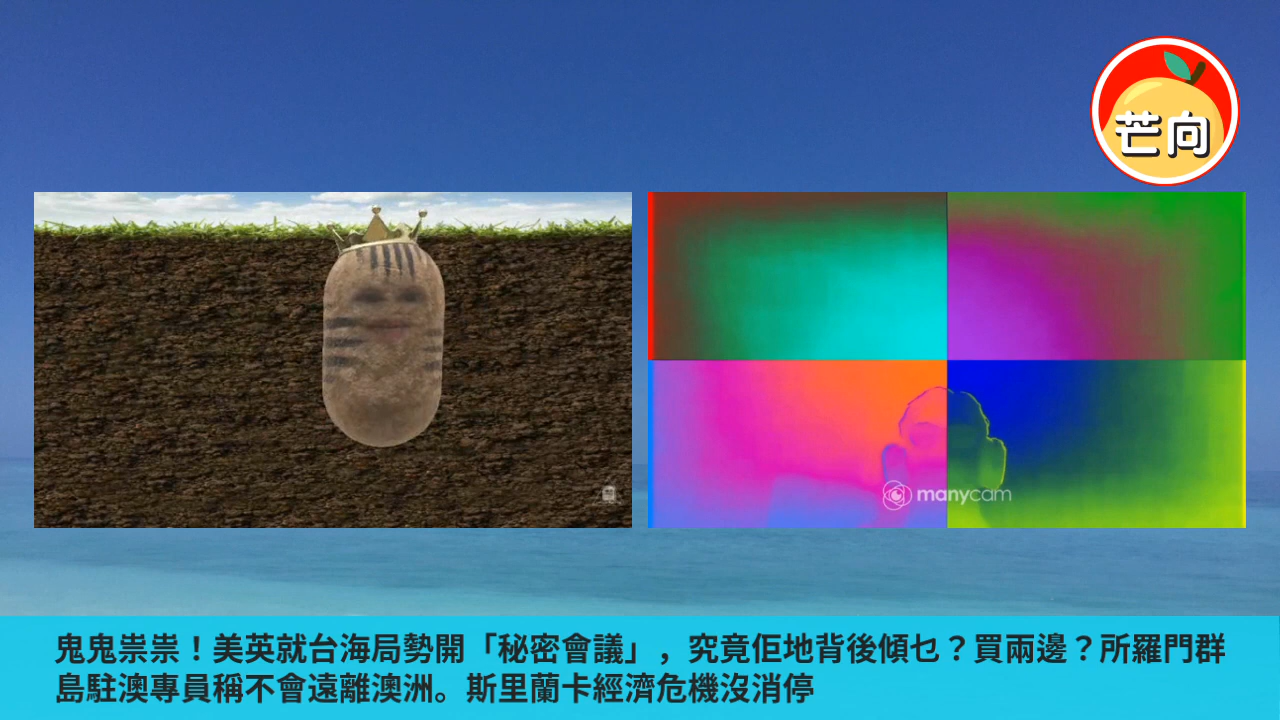 芒向
manycam
鬼鬼祟祟！美英就台海局勢開「秘密會議」，究竟佢地背後傾乜？買兩邊？所羅門群
島駐澳專員稱不會遠離澳洲。斯里蘭卡經濟危機沒消停